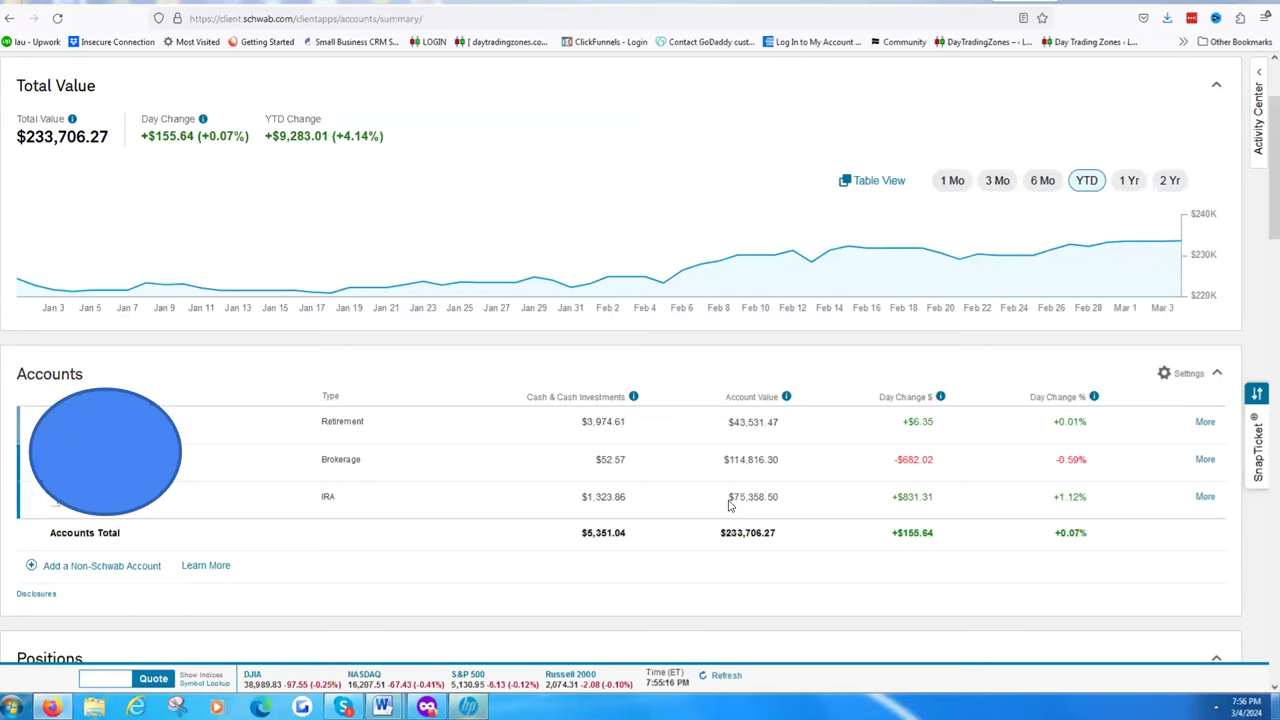 https://client.schwab.com/clientapps/accounts/summary/
lau - Upwork Insecure Connection Most Visited Getting Started Small Business CRM S... LOGIN [ daytradingzones.co... ClickFunnels - Login Contact GoDaddy cust... Log In to My Account ... Community DayTradingZones – ‹ L... Day Trading Zones ‹ L... Other Bookmarks
Total Value
Activity Center
Total Value Day Change YTD Change
$233,706.27 +$155.64 (+0.07%) +$9,283.01 (+4.14%)
Table View 1 Mo 3 Mo 6 Mo YTD 1 Yr 2 Yr
$240K
$230K
$220K
Jan 3 Jan 5 Jan 7 Jan 9 Jan 11 Jan 13 Jan 15 Jan 17 Jan 19 Jan 21 Jan 23 Jan 25 Jan 27 Jan 29 Jan 31 Feb 2 Feb 4 Feb 6 Feb 8 Feb 10 Feb 12 Feb 14 Feb 16 Feb 18 Feb 20 Feb 22 Feb 24 Feb 26 Feb 28 Mar 1 Mar 3
Accounts Settings
Type Cash & Cash Investments Account Value Day Change $ Day Change %
Retirement $3,974.61 $43,531.47 +$6.35 +0.01% More
Brokerage $52.57 $114,816.30 -$682.02 -0.59% More
IRA $1,323.86 $75,358.50 +$831.31 +1.12% More
Accounts Total $5,351.04 $233,706.27 +$155.64 +0.07%
SnapTicket®
Add a Non-Schwab Account Learn More
Disclosures
Positions
Quote Show Indices
Symbol Lookup
DJIA
38,989.83 -97.55 (-0.25%)
NASDAQ
16,207.51 -67.43 (-0.41%)
S&P 500
5,130.95 -6.13 (-0.12%)
Russell 2000
2,074.31 -2.08 (-0.10%)
Time (ET)
7:55:16 PM
Refresh
7:56 PM
3/4/2024